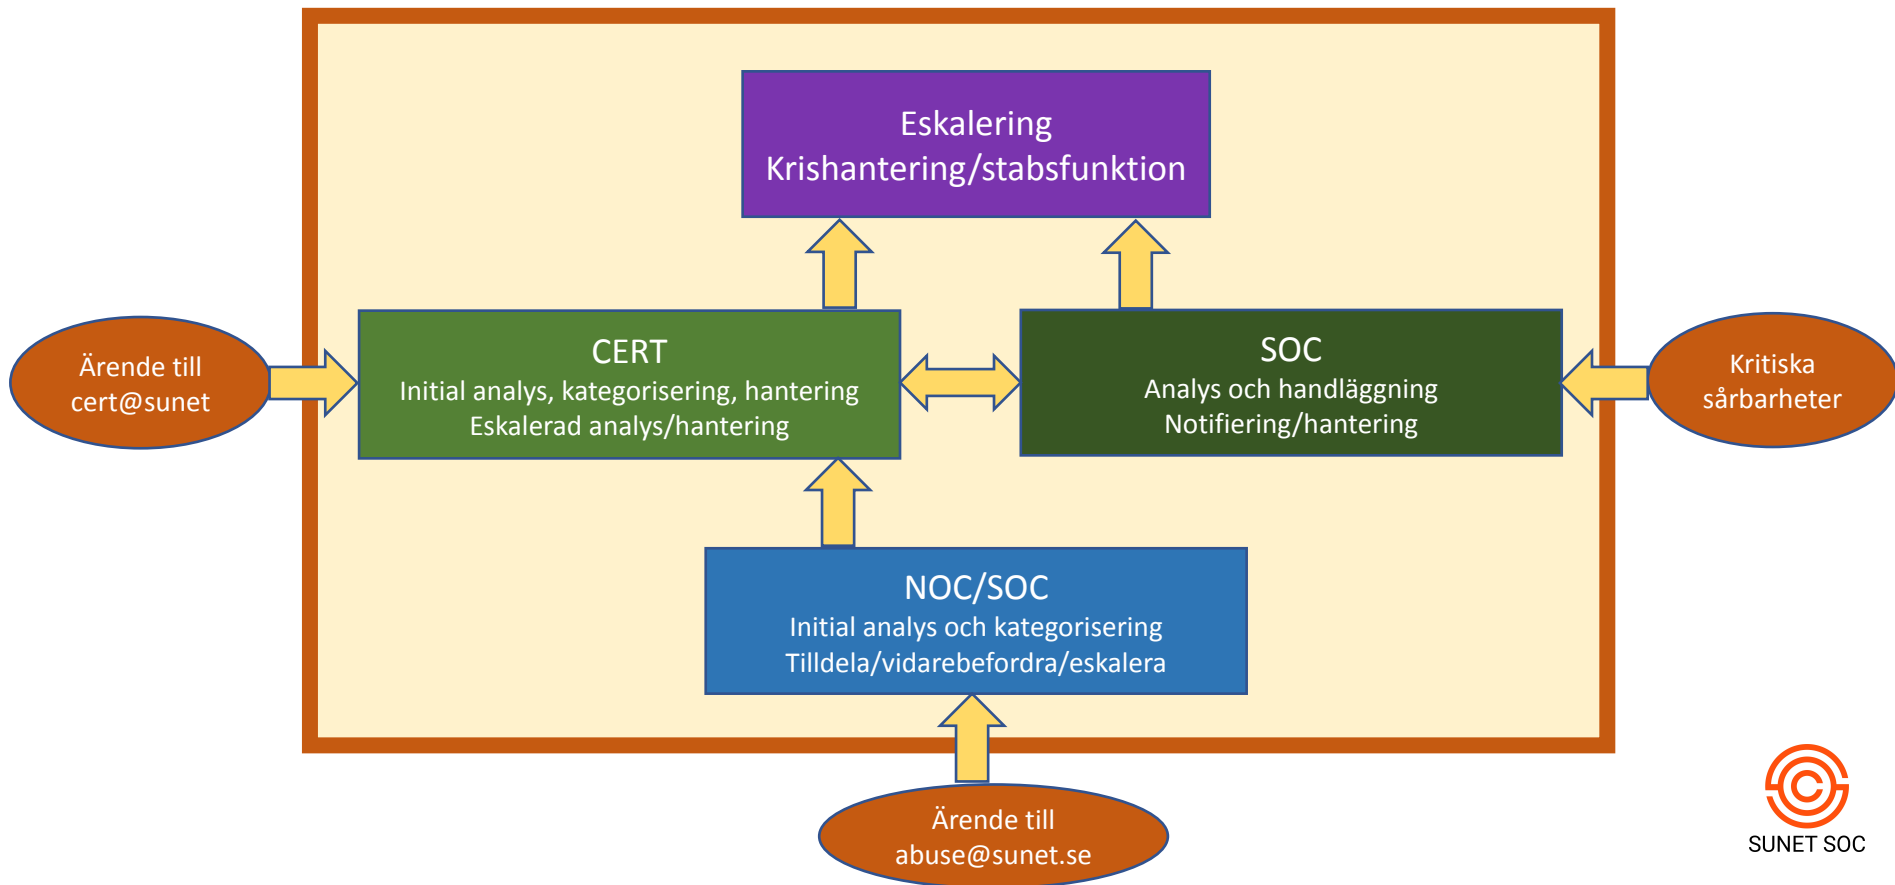 Eskalering
Krishantering/stabsfunktion
Ärende till
cert@sunet
CERT
Initial analys, kategorisering, hantering
Eskalerad analys/hantering
SOC
Analys och handläggning
Notifiering/hantering
Kritiska
sårbarheter
NOC/SOC
Initial analys och kategorisering
Tilldela/vidarebefordra/eskalera
Ärende till
abuse@sunet.se
SUNET SOC